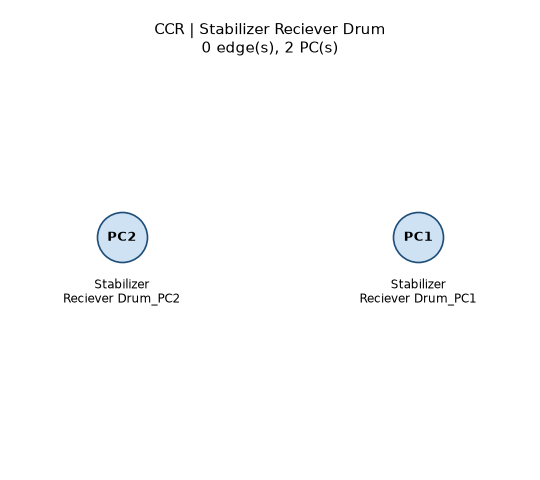 CCR | Stabilizer Reciever Drum
0 edge(s), 2 PC(s)
PC2
PC1
Stabilizer
Reciever Drum_PC2
Stabilizer
Reciever Drum_PC1